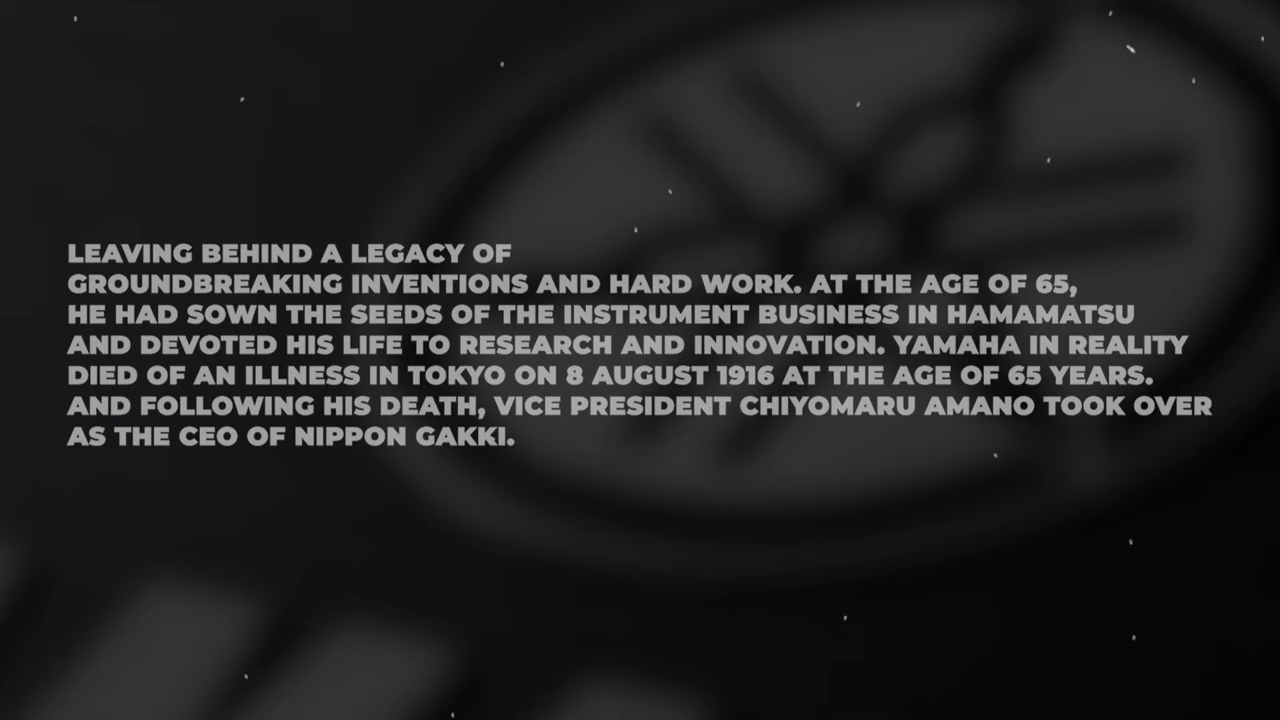 LEAVING BEHIND A LEGACY OF
GROUNDBREAKING INVENTIONS AND HARD WORK. AT THE AGE OF 65,
HE HAD SOWN THE SEEDS OF THE INSTRUMENT BUSINESS IN HAMAMATSU
AND DEVOTED HIS LIFE TO RESEARCH AND INNOVATION. YAMAHA IN REALITY
DIED OF AN ILLNESS IN TOKYO ON 8 AUGUST 1916 AT THE AGE OF 65 YEARS.
AND FOLLOWING HIS DEATH, VICE PRESIDENT CHIYOMARU AMANO TOOK OVER
AS THE CEO OF NIPPON GAKKI.